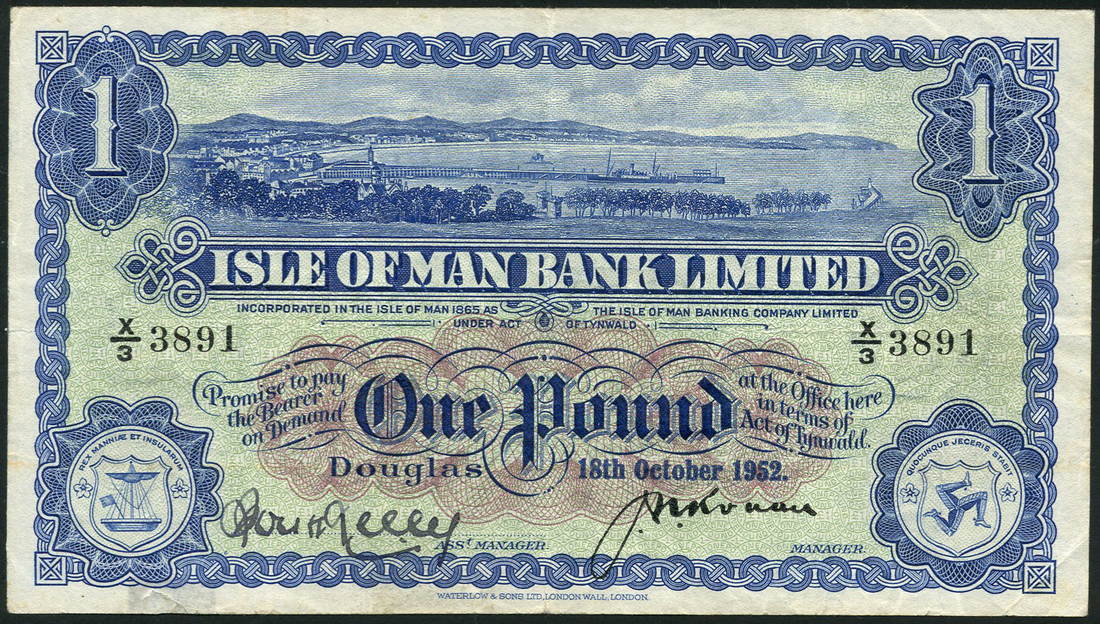 1 1
ISLE OF MAN BANK LIMITED
INCORPORATED IN THE ISLE OF MAN 1865 AS THE ISLE OF MAN BANKING COMPANY LIMITED
UNDER ACT OF TYNWALD
X/3 3891 X/3 3891
Promise to pay
the Bearer
on Demand
One Pound
at the Office here
in terms of
Act of Tynwald.
Douglas 18th October 1952.
REX MANNIÆ ET INSULARUM
QUOCUNQUE JECERIS STABIT
ASST MANAGER. MANAGER.
WATERLOW & SONS LTD, LONDON WALL, LONDON.